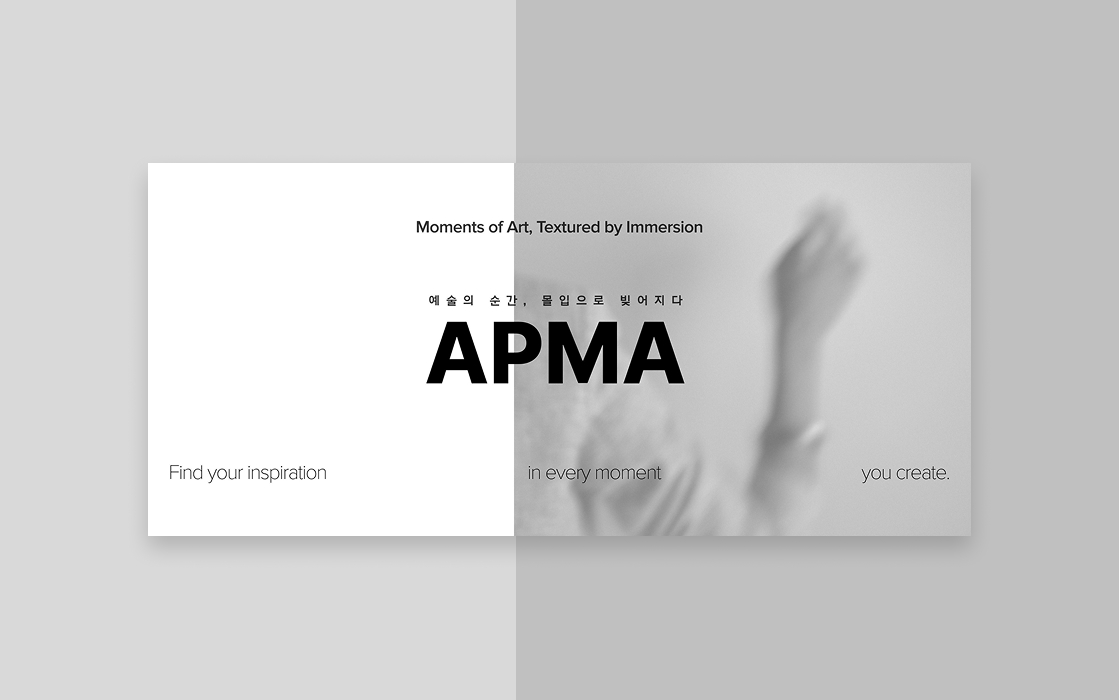 Moments of Art, Textured by Immersion
예술의 순간, 몰입으로 빚어지다
APMA
Find your inspiration in every moment you create.